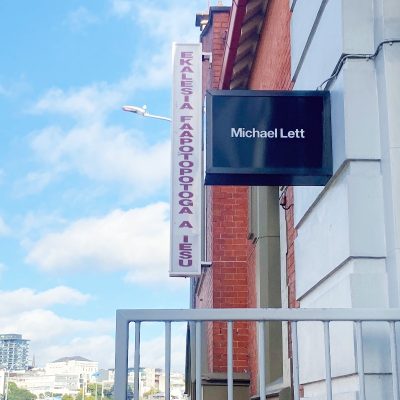 EKALESIA FAAPOTOPOTOGA A IESU
Michael Lett